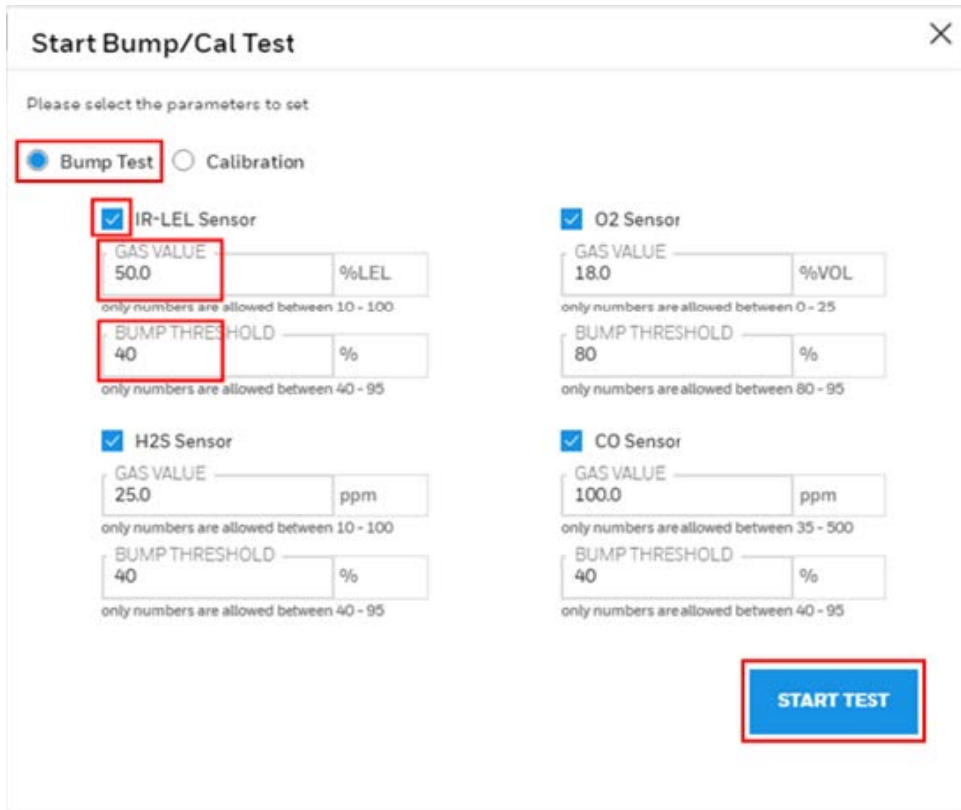 Start Bump/Cal Test
Please select the parameters to set
Bump Test Calibration
IR-LEL Sensor
GAS VALUE
50.0 %LEL
only numbers are allowed between 10 - 100
BUMP THRESHOLD
40 %
only numbers are allowed between 40 - 95
O2 Sensor
GAS VALUE
18.0 %VOL
only numbers are allowed between 0 - 25
BUMP THRESHOLD
80 %
only numbers are allowed between 80 - 95
H2S Sensor
GAS VALUE
25.0 ppm
only numbers are allowed between 10 - 100
BUMP THRESHOLD
40 %
only numbers are allowed between 40 - 95
CO Sensor
GAS VALUE
100.0 ppm
only numbers are allowed between 35 - 500
BUMP THRESHOLD
40 %
only numbers are allowed between 40 - 95
START TEST